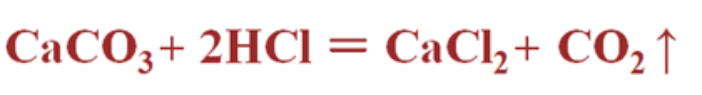 CaCO₃+ 2HCl = CaCl₂+ CO₂↑